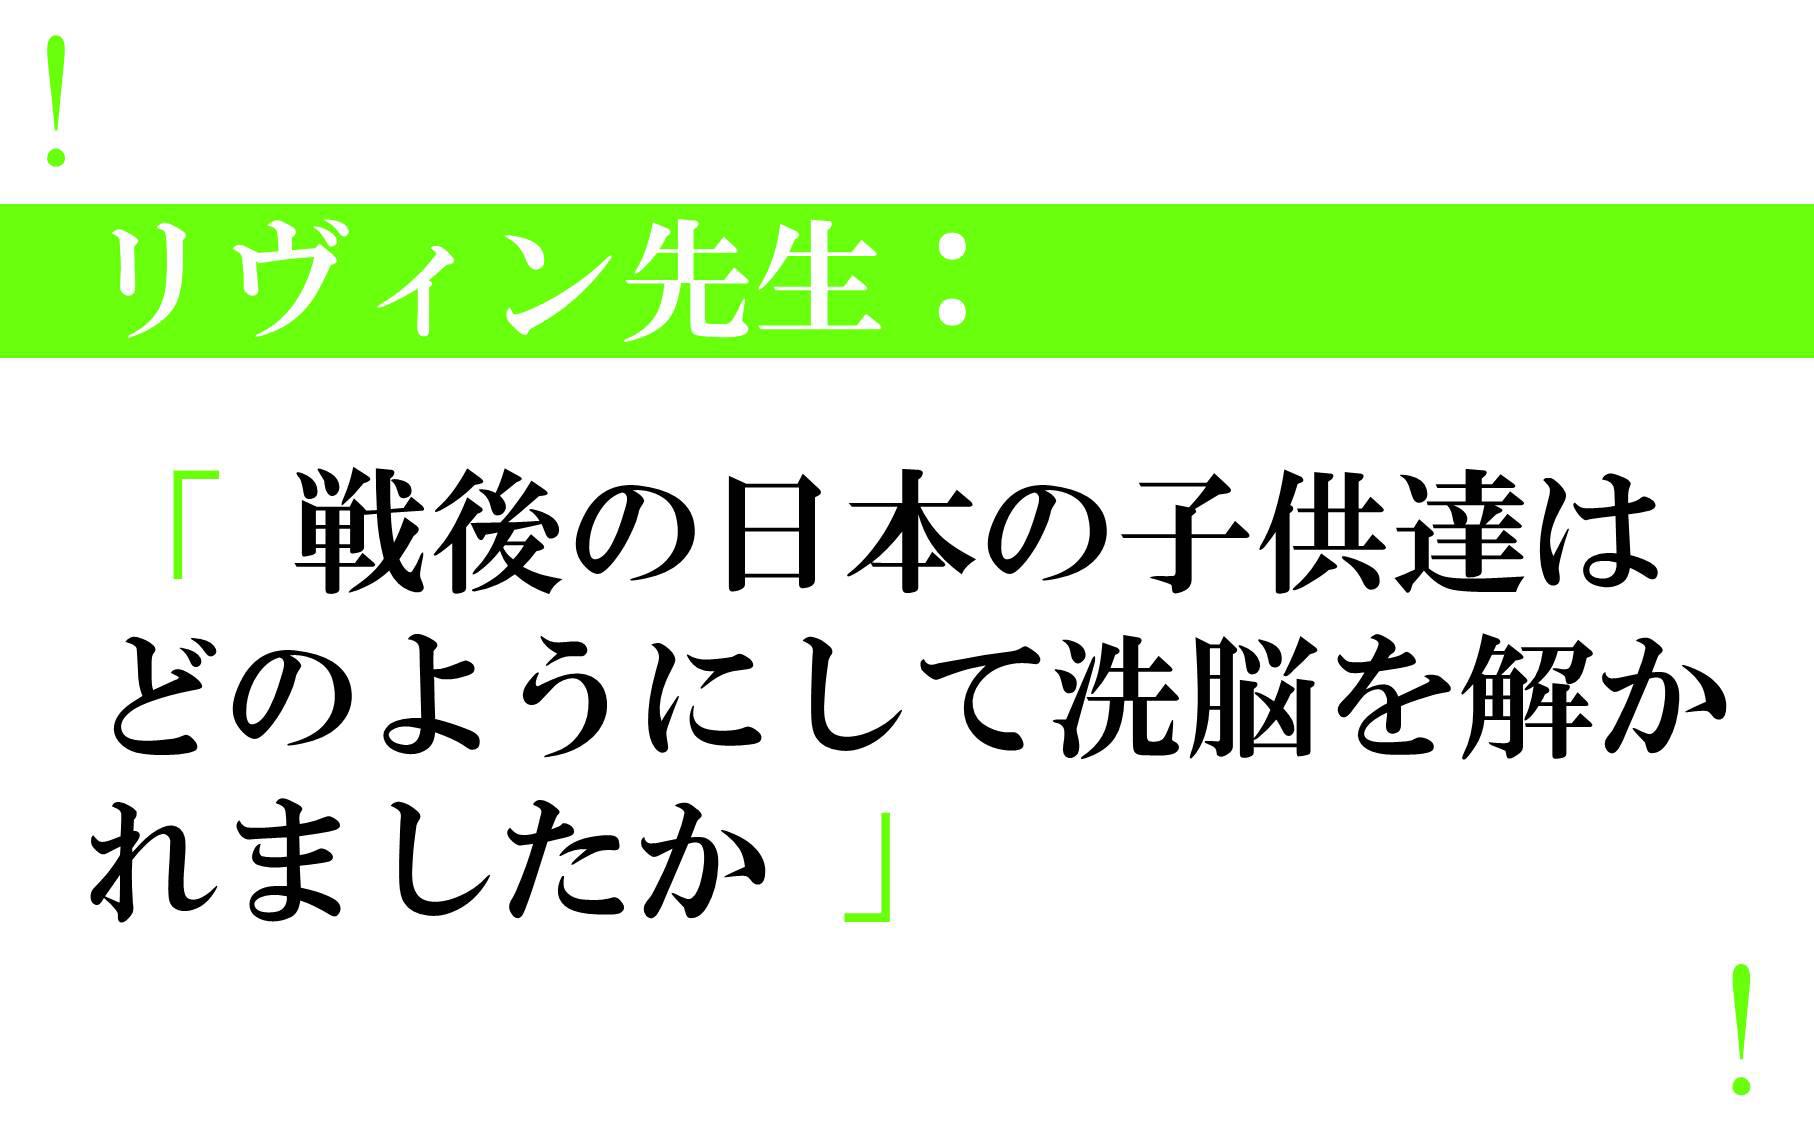 !
リヴィン先生：
「 戦後の日本の子供達は
どのようにして洗脳を解か
れましたか 」
!